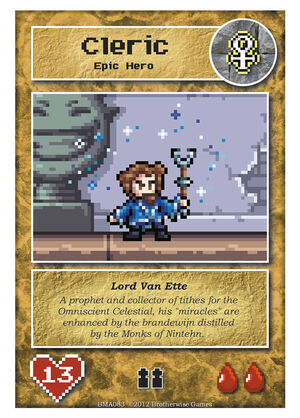 Cleric
Epic Hero
Lord Van Ette
A prophet and collector of tithes for the
Omniscient Celestial, his "miracles" are
enhanced by the brandewijn distilled
by the Monks of Nintehn.
13
BMA083 ©2012 Brotherwise Games